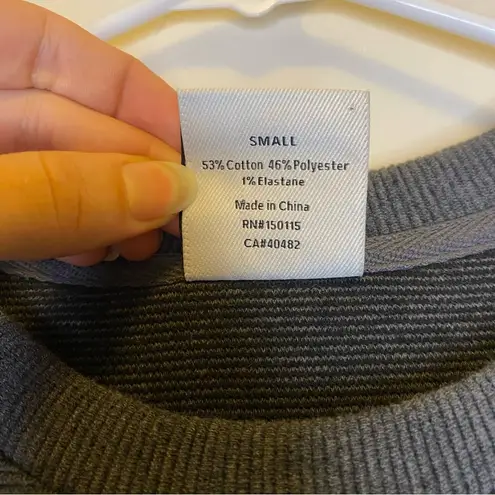 SMALL
53% Cotton 46% Polyester
1% Elastane
Made in China
RN#150115
CA#40482